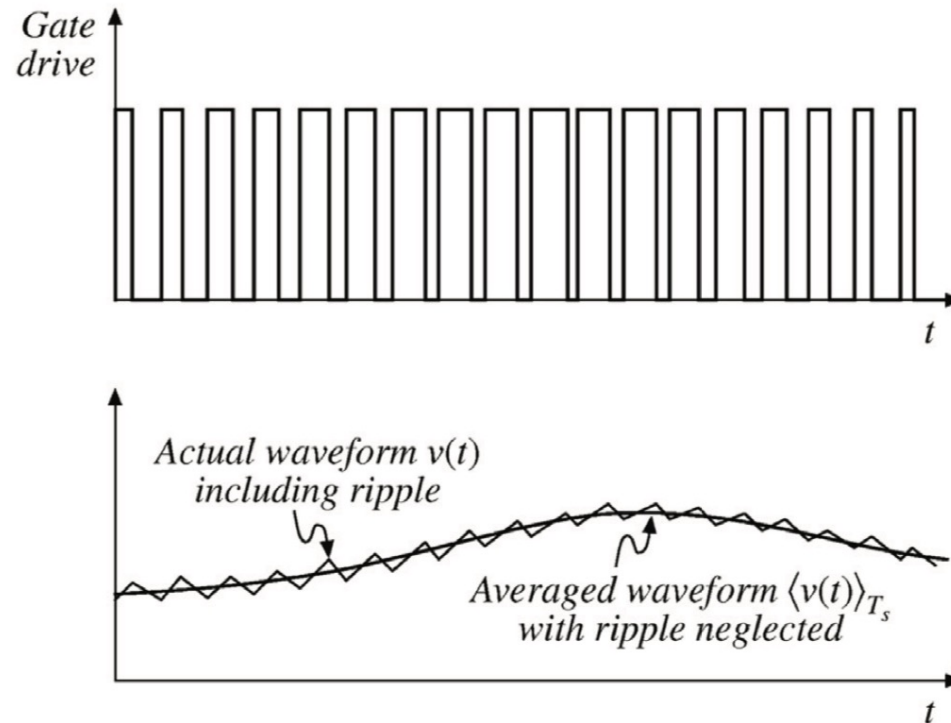 Gate
drive
t
Actual waveform v(t)
including ripple
Averaged waveform ⟨v(t)⟩Ts
with ripple neglected
t